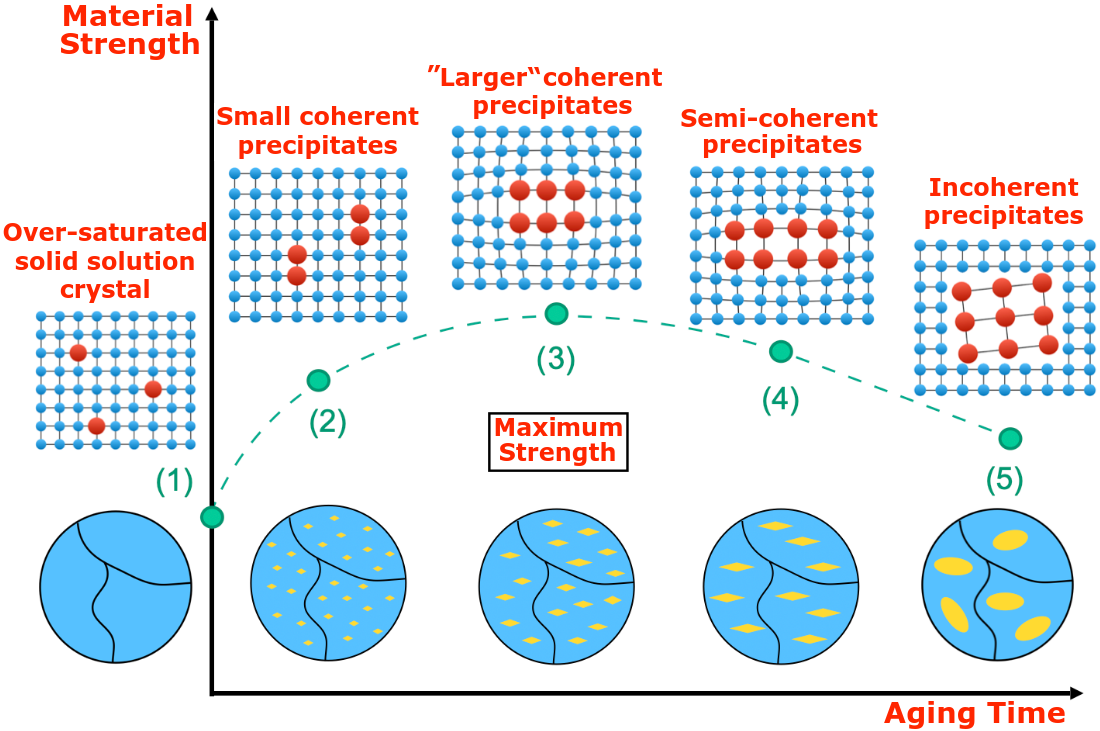 Material
Strength
Over-saturated
solid solution
crystal
(1)
Small coherent
precipitates
(2)
”Larger‟ coherent
precipitates
(3)
Maximum
Strength
Semi-coherent
precipitates
(4)
Incoherent
precipitates
(5)
Aging Time